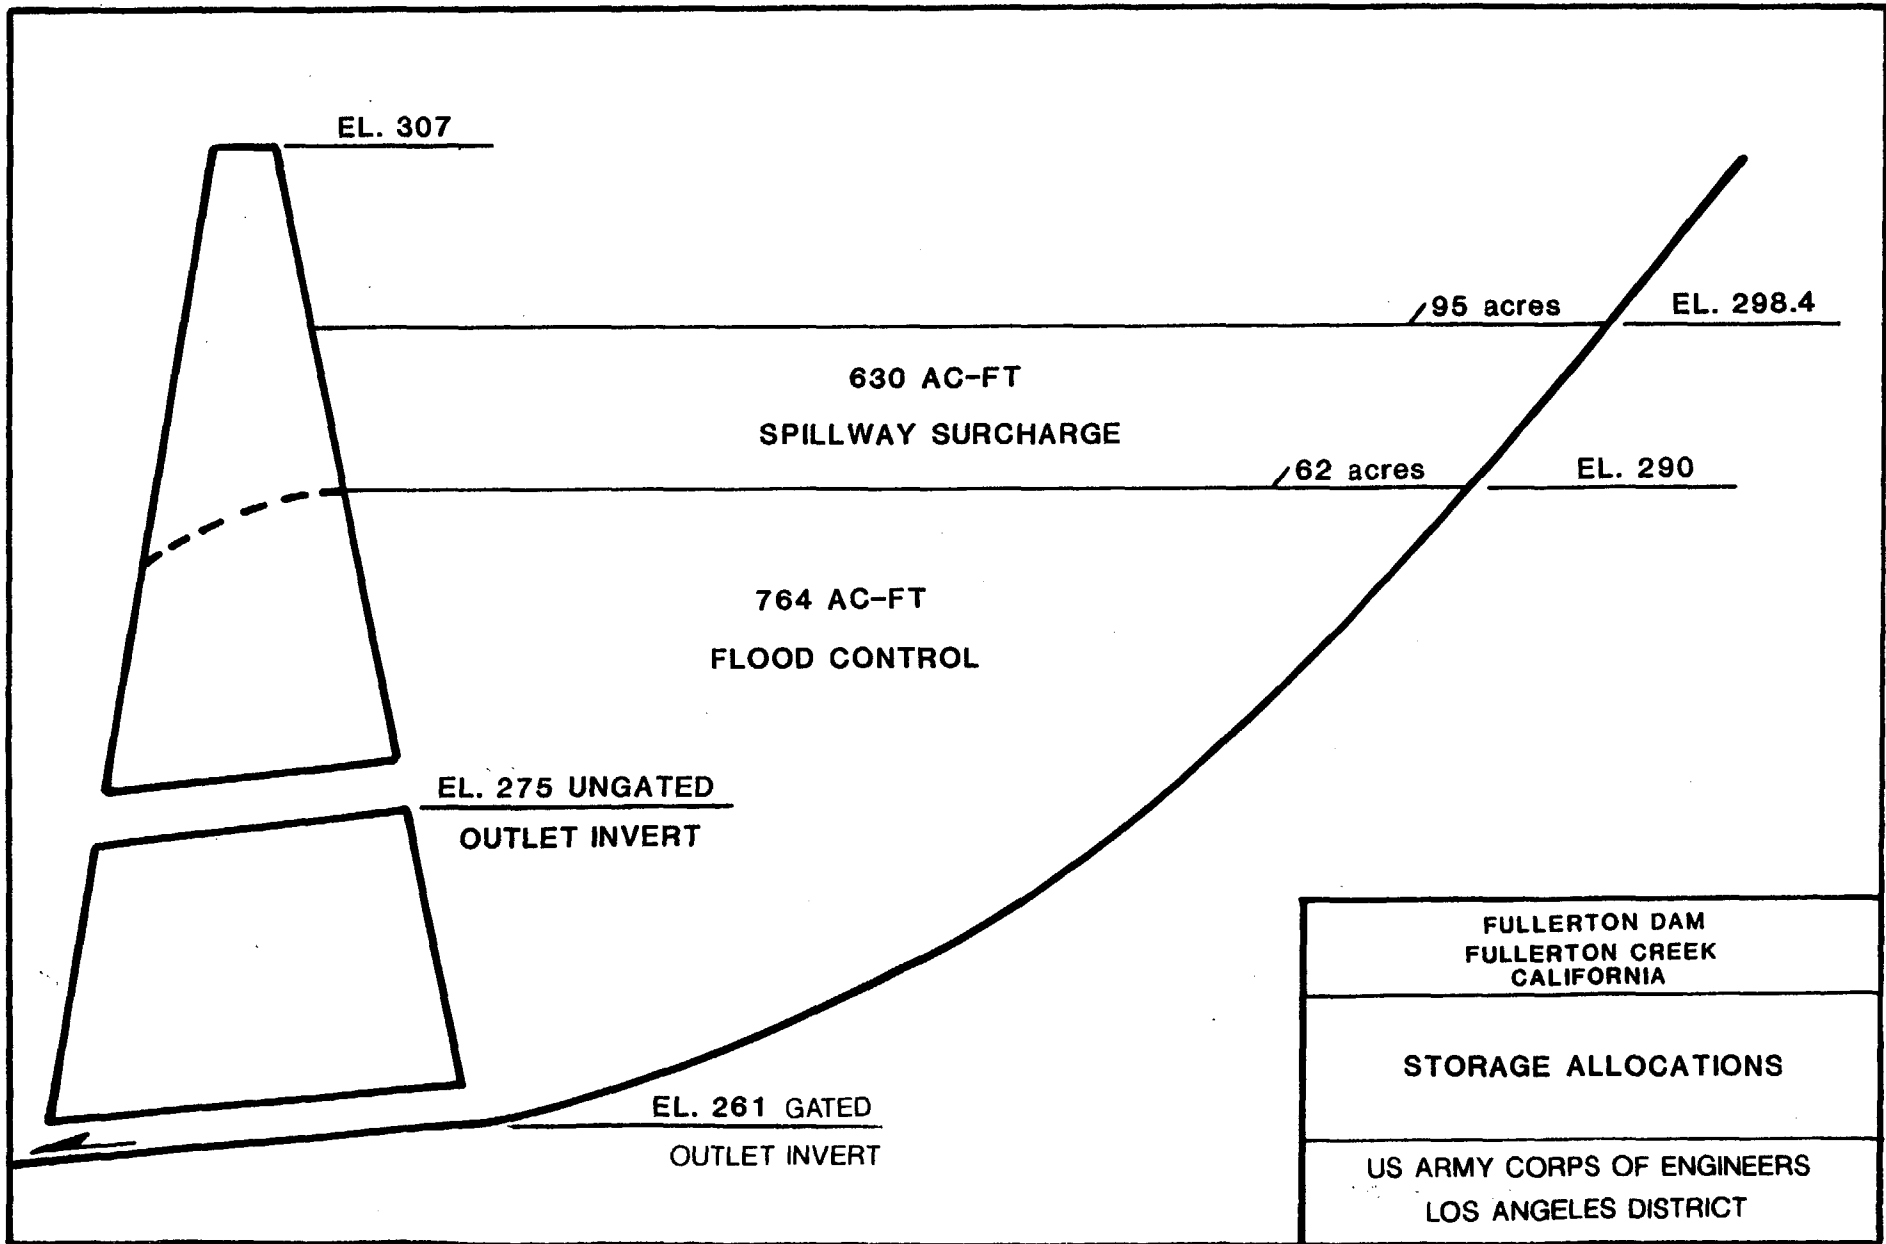 EL. 307
95 acres
EL. 298.4
630 AC-FT
SPILLWAY SURCHARGE
62 acres
EL. 290
764 AC-FT
FLOOD CONTROL
EL. 275 UNGATED
OUTLET INVERT
EL. 261 GATED
OUTLET INVERT
FULLERTON DAM
FULLERTON CREEK
CALIFORNIA
STORAGE ALLOCATIONS
US ARMY CORPS OF ENGINEERS
LOS ANGELES DISTRICT